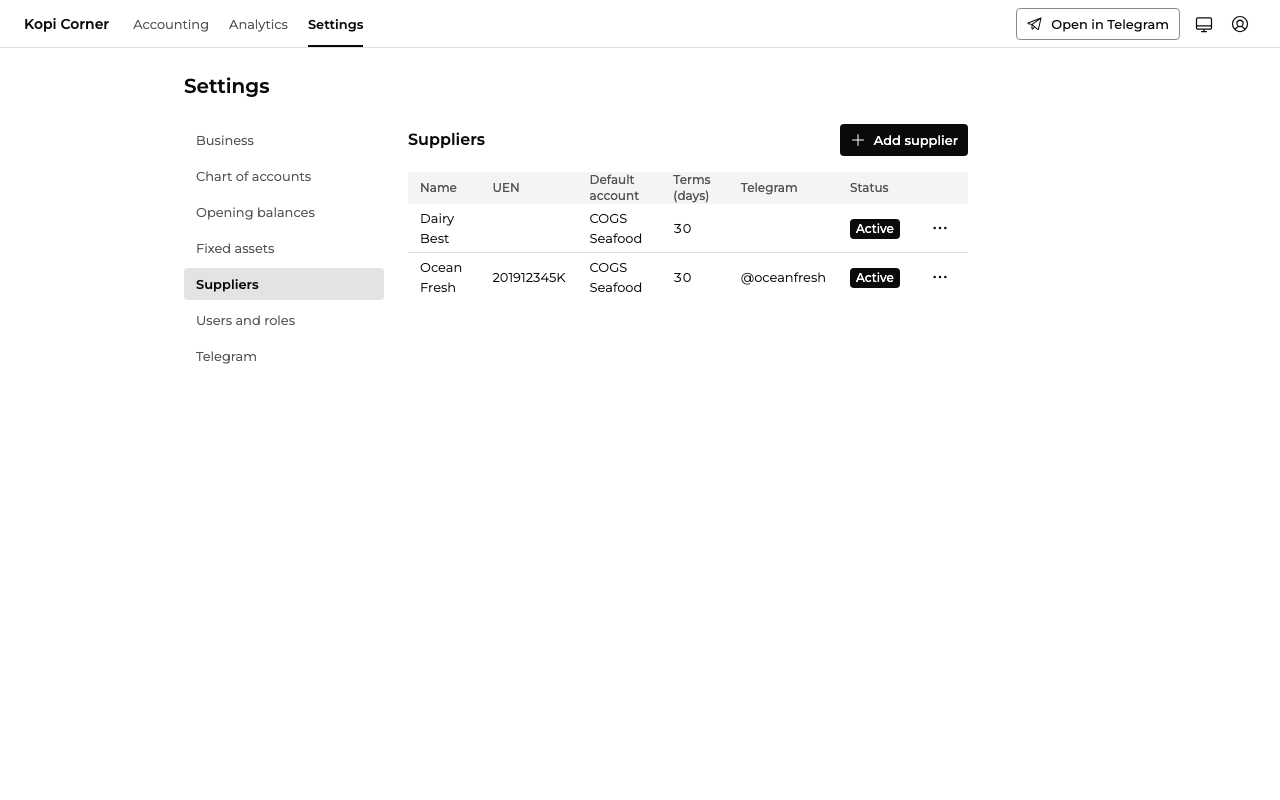 Kopi Corner
Accounting
Analytics
Settings
Open in Telegram
Settings
Business
Chart of accounts
Opening balances
Fixed assets
Suppliers
Users and roles
Telegram
Suppliers
Add supplier
Name UEN Default account Terms (days) Telegram Status
Dairy Best COGS Seafood 30 Active
Ocean Fresh 201912345K COGS Seafood 30 @oceanfresh Active